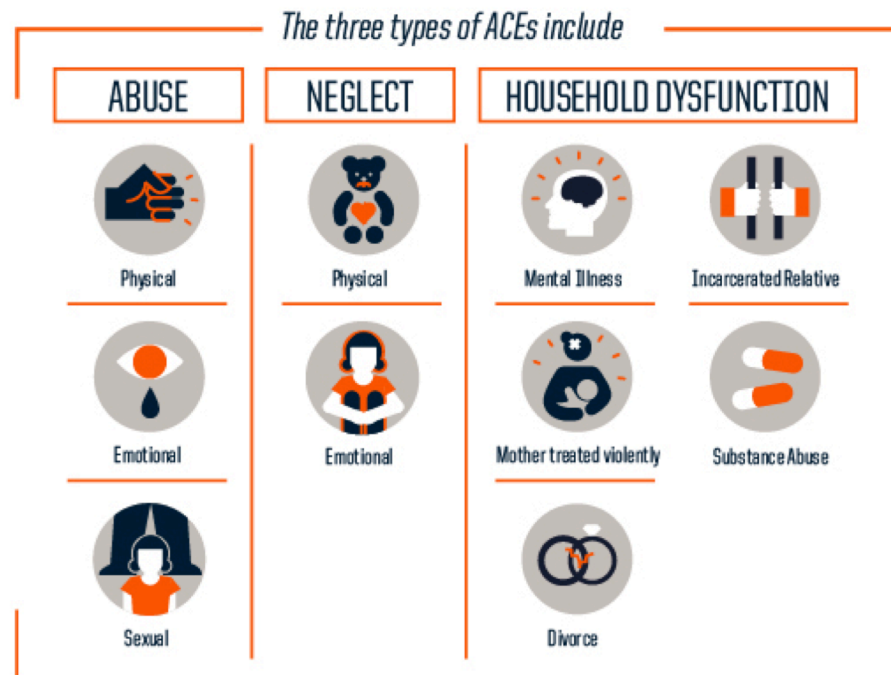 The three types of ACEs include
ABUSE
Physical
Emotional
Sexual
NEGLECT
Physical
Emotional
HOUSEHOLD DYSFUNCTION
Mental Illness
Incarcerated Relative
Mother treated violently
Substance Abuse
Divorce